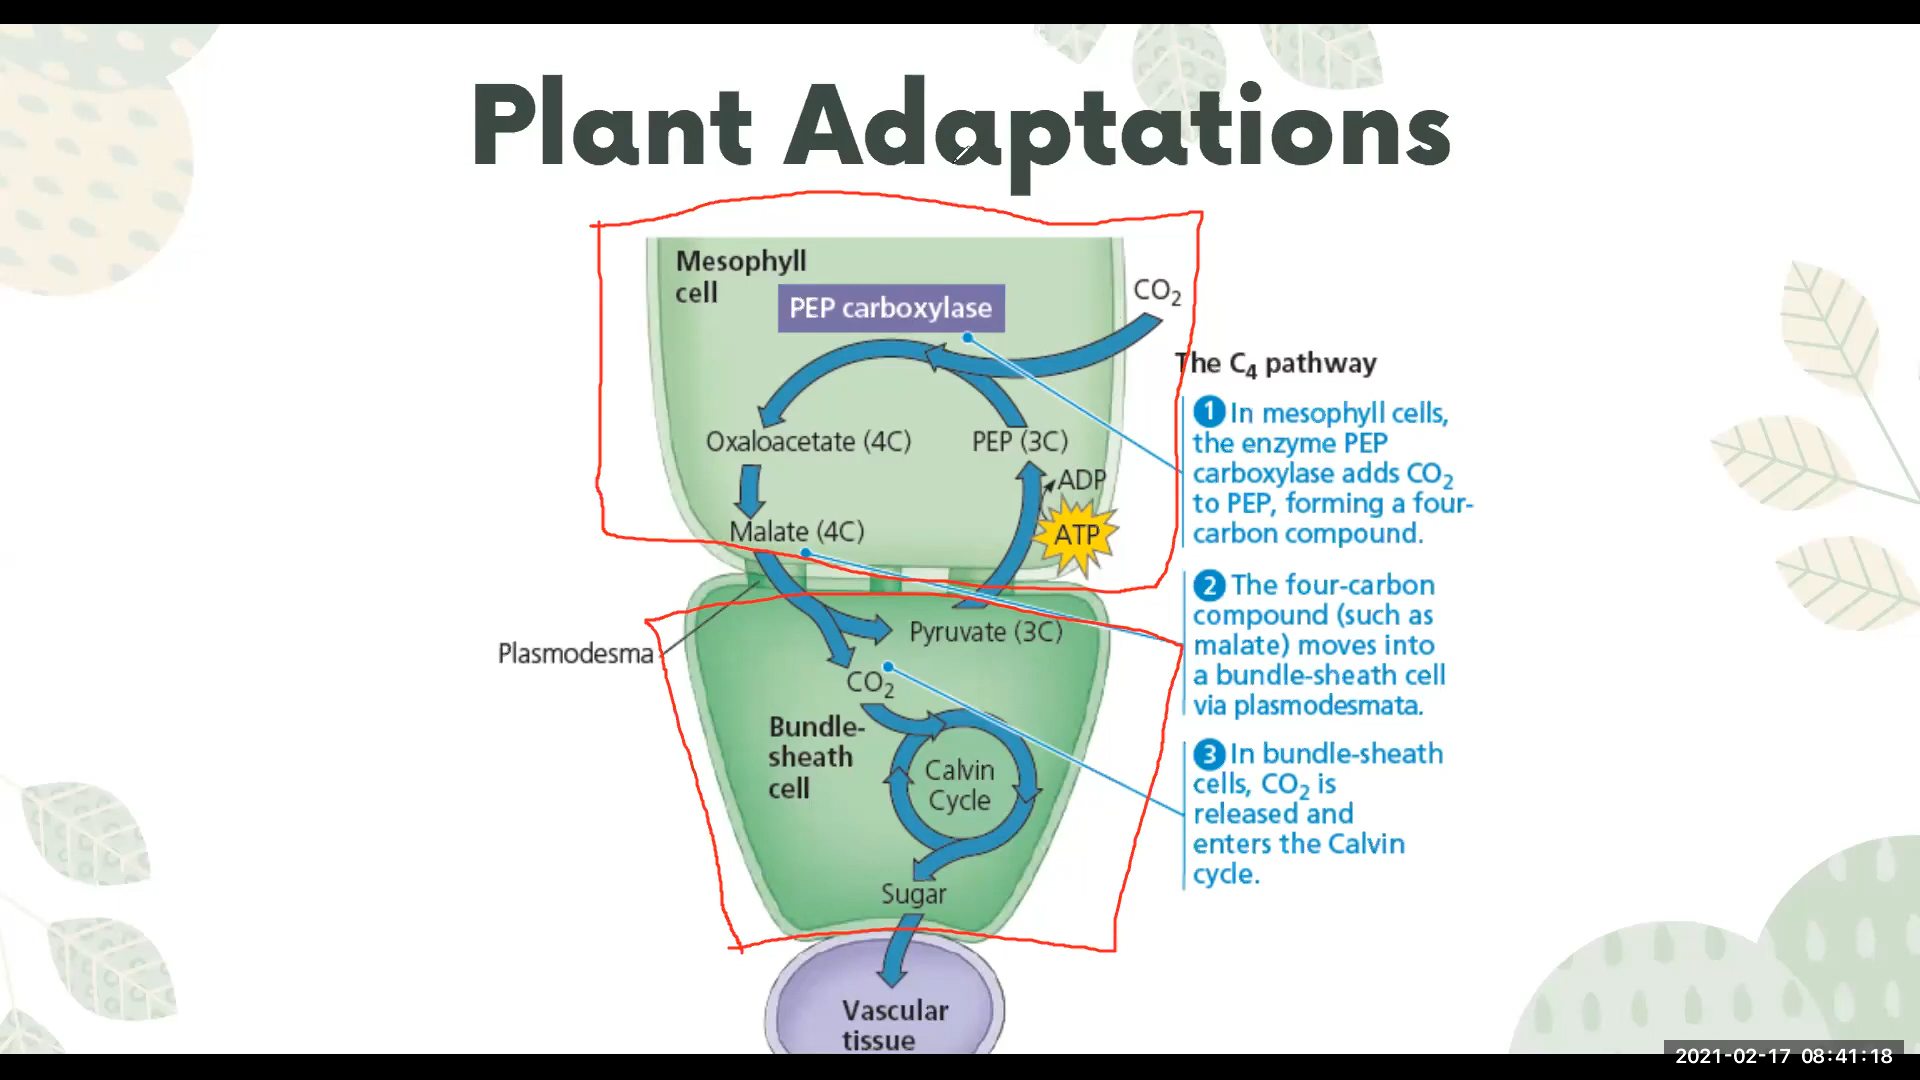 Plant Adaptations
Mesophyll
cell
PEP carboxylase
CO₂
Oxaloacetate (4C)
PEP (3C)
ADP
ATP
Malate (4C)
Plasmodesma
Pyruvate (3C)
CO₂
Bundle-
sheath
cell
Calvin
Cycle
Sugar
Vascular
tissue
The C₄ pathway
1 In mesophyll cells,
the enzyme PEP
carboxylase adds CO₂
to PEP, forming a four-
carbon compound.
2 The four-carbon
compound (such as
malate) moves into
a bundle-sheath cell
via plasmodesmata.
3 In bundle-sheath
cells, CO₂ is
released and
enters the Calvin
cycle.
2021-02-17 08:41:18